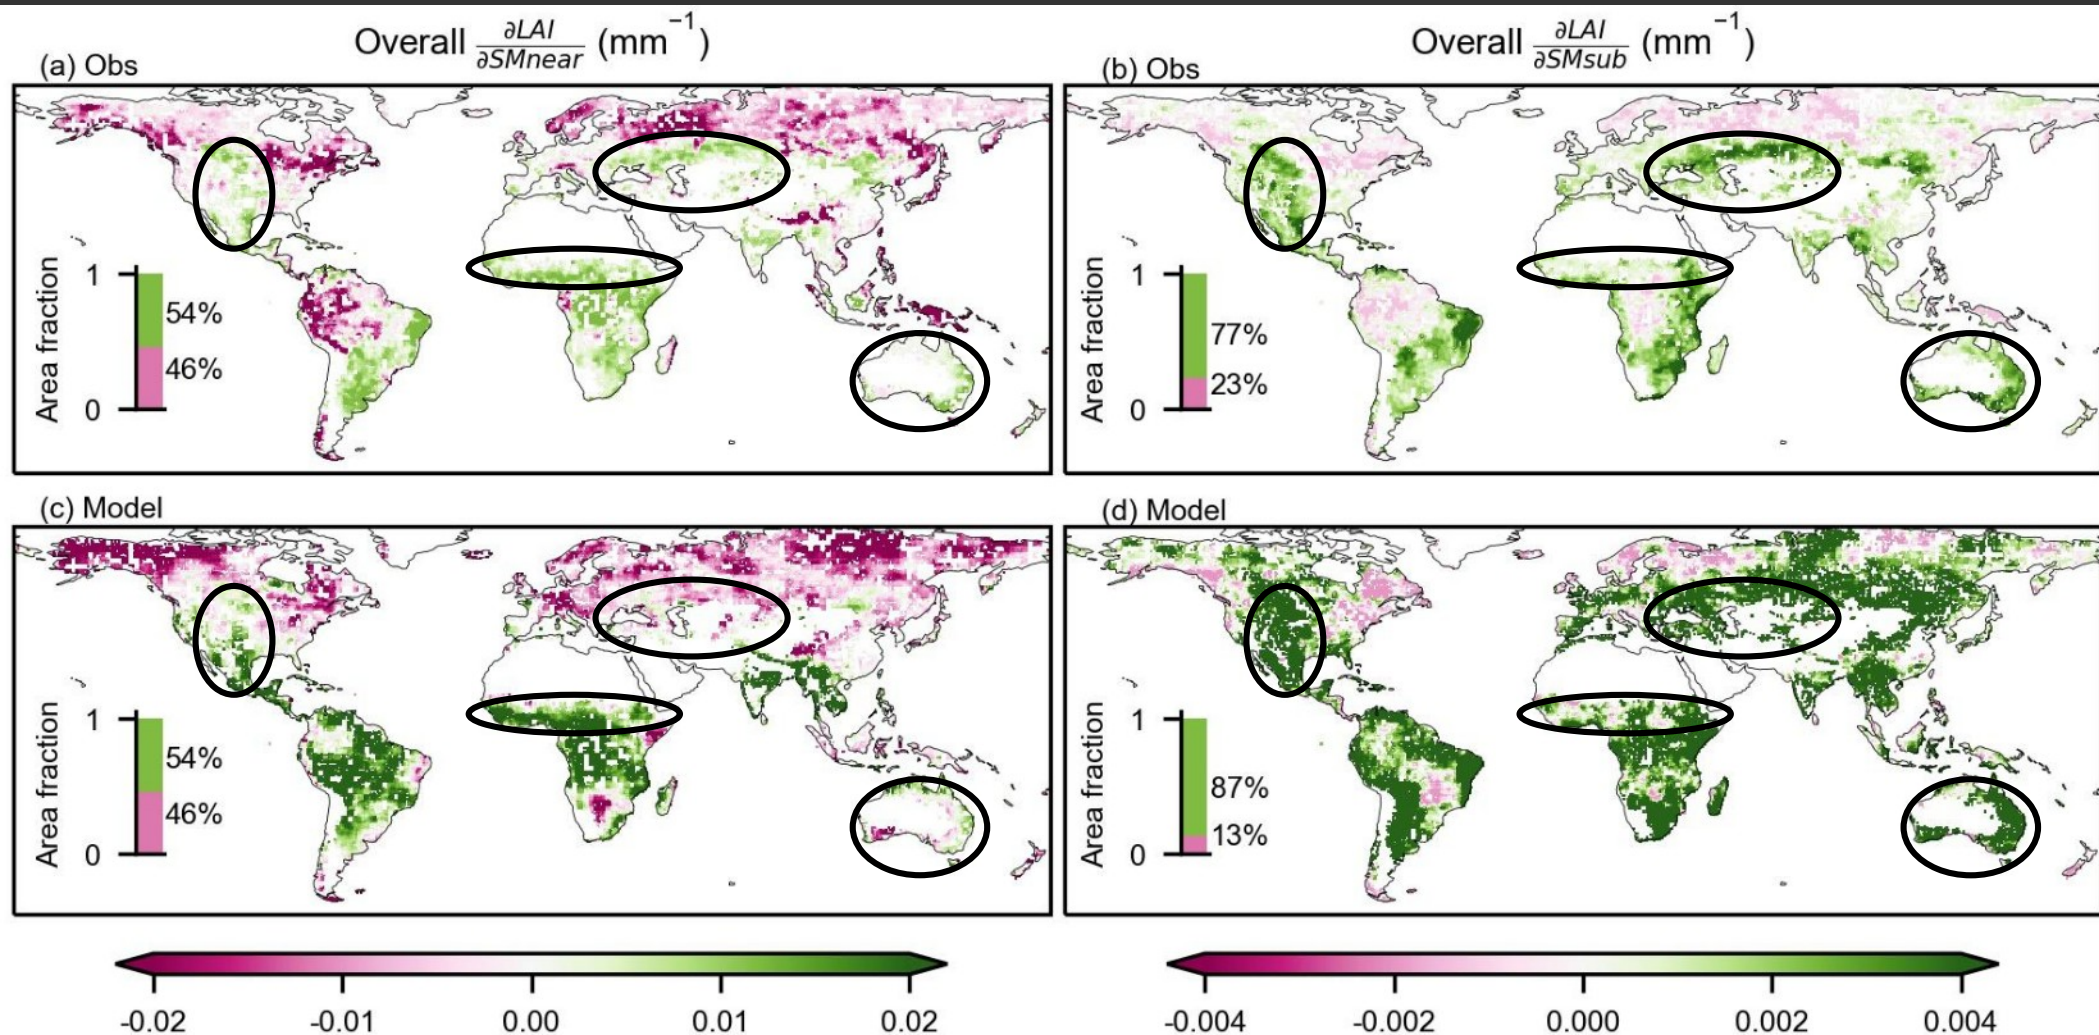 Overall ∂LAI/∂SMnear (mm⁻¹)
Overall ∂LAI/∂SMsub (mm⁻¹)
(a) Obs
(b) Obs
Area fraction
1
54%
46%
0
Area fraction
1
77%
23%
0
(c) Model
(d) Model
Area fraction
1
54%
46%
0
Area fraction
1
87%
13%
0
-0.02 -0.01 0.00 0.01 0.02
-0.004 -0.002 0.000 0.002 0.004